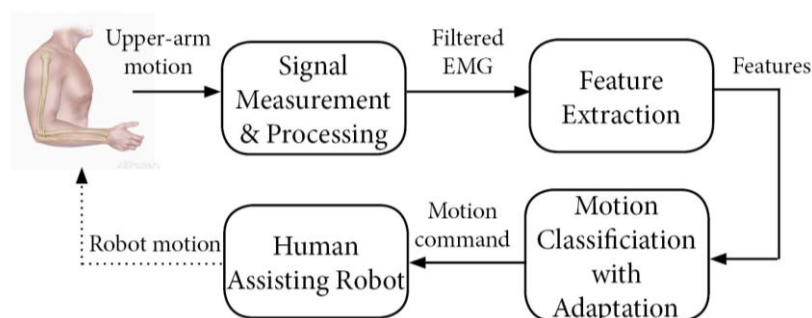 Upper-arm
motion
Signal
Measurement
& Processing
Filtered
EMG
Feature
Extraction
Features
Motion
Classificiation
with
Adaptation
Motion
command
Human
Assisting Robot
Robot motion